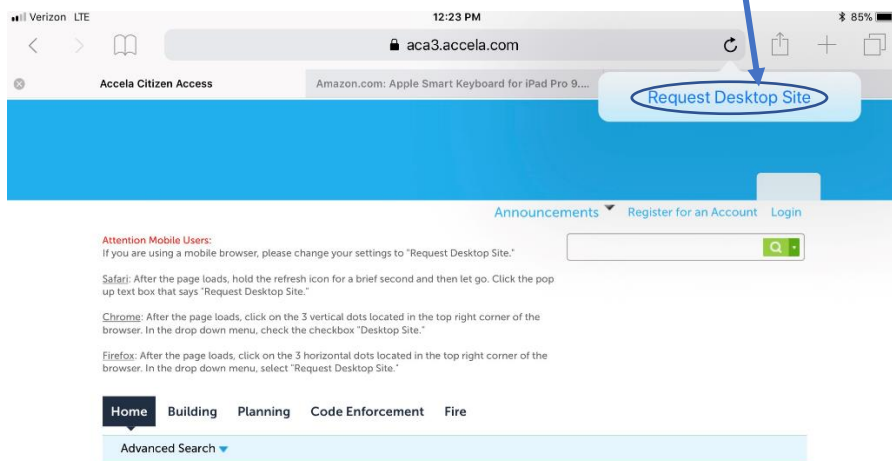 Verizon LTE 12:23 PM 85%
aca3.accela.com
Accela Citizen Access Amazon.com: Apple Smart Keyboard for iPad Pro 9....
Request Desktop Site
Announcements Register for an Account Login
Attention Mobile Users:
If you are using a mobile browser, please change your settings to "Request Desktop Site."
Safari: After the page loads, hold the refresh icon for a brief second and then let go. Click the pop
up text box that says "Request Desktop Site."
Chrome: After the page loads, click on the 3 vertical dots located in the top right corner of the
browser. In the drop down menu, check the checkbox "Desktop Site."
Firefox: After the page loads, click on the 3 horizontal dots located in the top right corner of the
browser. In the drop down menu, select "Request Desktop Site."
Home Building Planning Code Enforcement Fire
Advanced Search